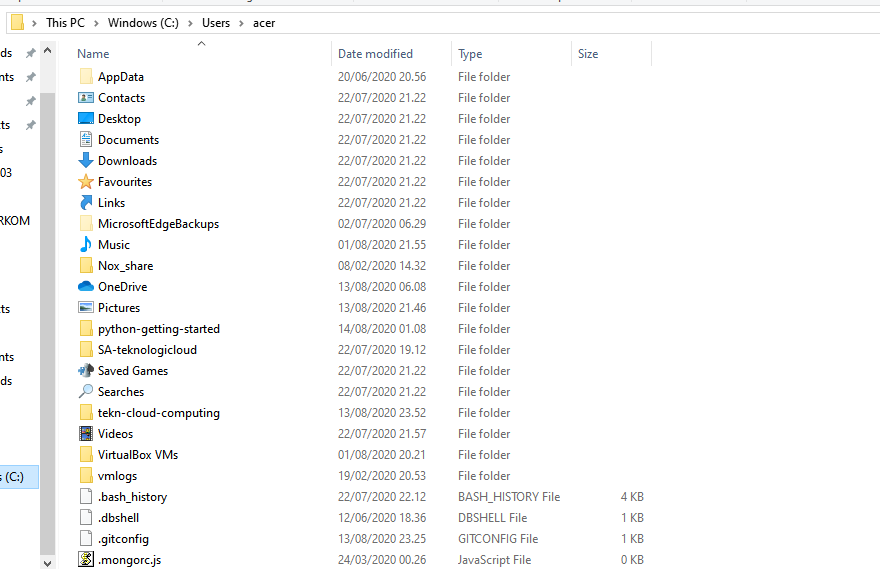 This PC > Windows (C:) > Users > acer
Name Date modified Type Size
AppData 20/06/2020 20.56 File folder
Contacts 22/07/2020 21.22 File folder
Desktop 22/07/2020 21.22 File folder
Documents 22/07/2020 21.22 File folder
Downloads 22/07/2020 21.22 File folder
Favourites 22/07/2020 21.22 File folder
Links 22/07/2020 21.22 File folder
MicrosoftEdgeBackups 02/07/2020 06.29 File folder
Music 01/08/2020 21.55 File folder
Nox_share 08/02/2020 14.32 File folder
OneDrive 13/08/2020 06.08 File folder
Pictures 13/08/2020 21.46 File folder
python-getting-started 14/08/2020 01.08 File folder
SA-teknologicloud 22/07/2020 19.12 File folder
Saved Games 22/07/2020 21.22 File folder
Searches 22/07/2020 21.22 File folder
tekn-cloud-computing 13/08/2020 23.52 File folder
Videos 22/07/2020 21.57 File folder
VirtualBox VMs 01/08/2020 20.21 File folder
vmlogs 19/02/2020 20.53 File folder
.bash_history 22/07/2020 22.12 BASH_HISTORY File 4 KB
.dbshell 12/06/2020 18.36 DBSHELL File 1 KB
.gitconfig 13/08/2020 23.25 GITCONFIG File 1 KB
.mongorc.js 24/03/2020 00.26 JavaScript File 0 KB
ds
nts
cts
s
03
RKOM
ts
nts
ds
s (C:)